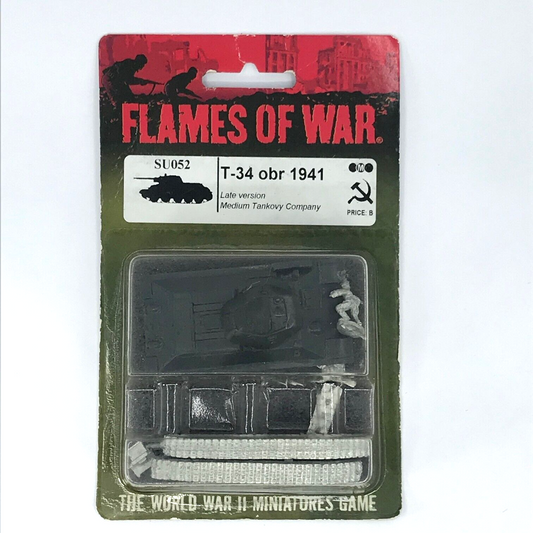 FLAMES OF WAR®
SU052
T-34 obr 1941
Late version
Medium Tankovy Company
M
PRICE: B
THE WORLD WAR II MINIATURES GAME